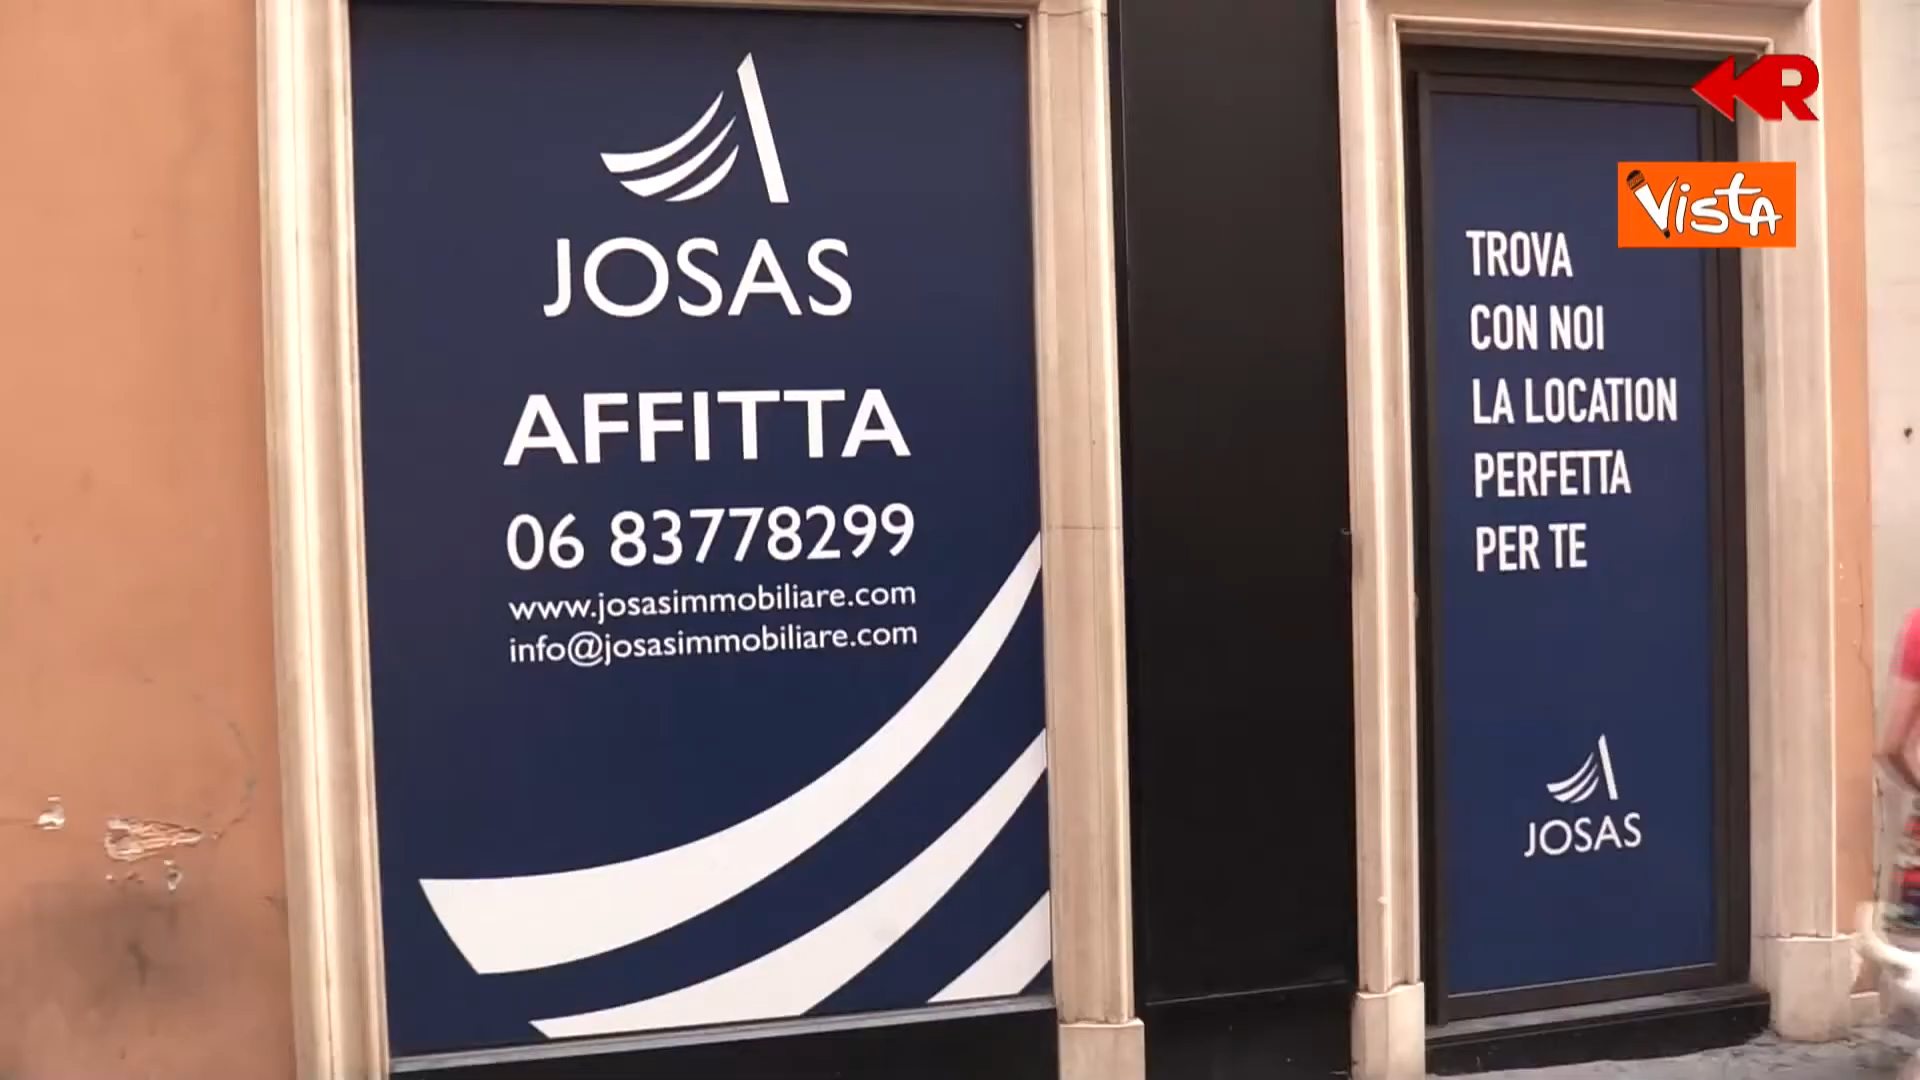 JOSAS
AFFITTA
06 83778299
www.josasimmobiliare.com
info@josasimmobiliare.com
R
VISTA
TROVA
CON NOI
LA LOCATION
PERFETTA
PER TE
JOSAS